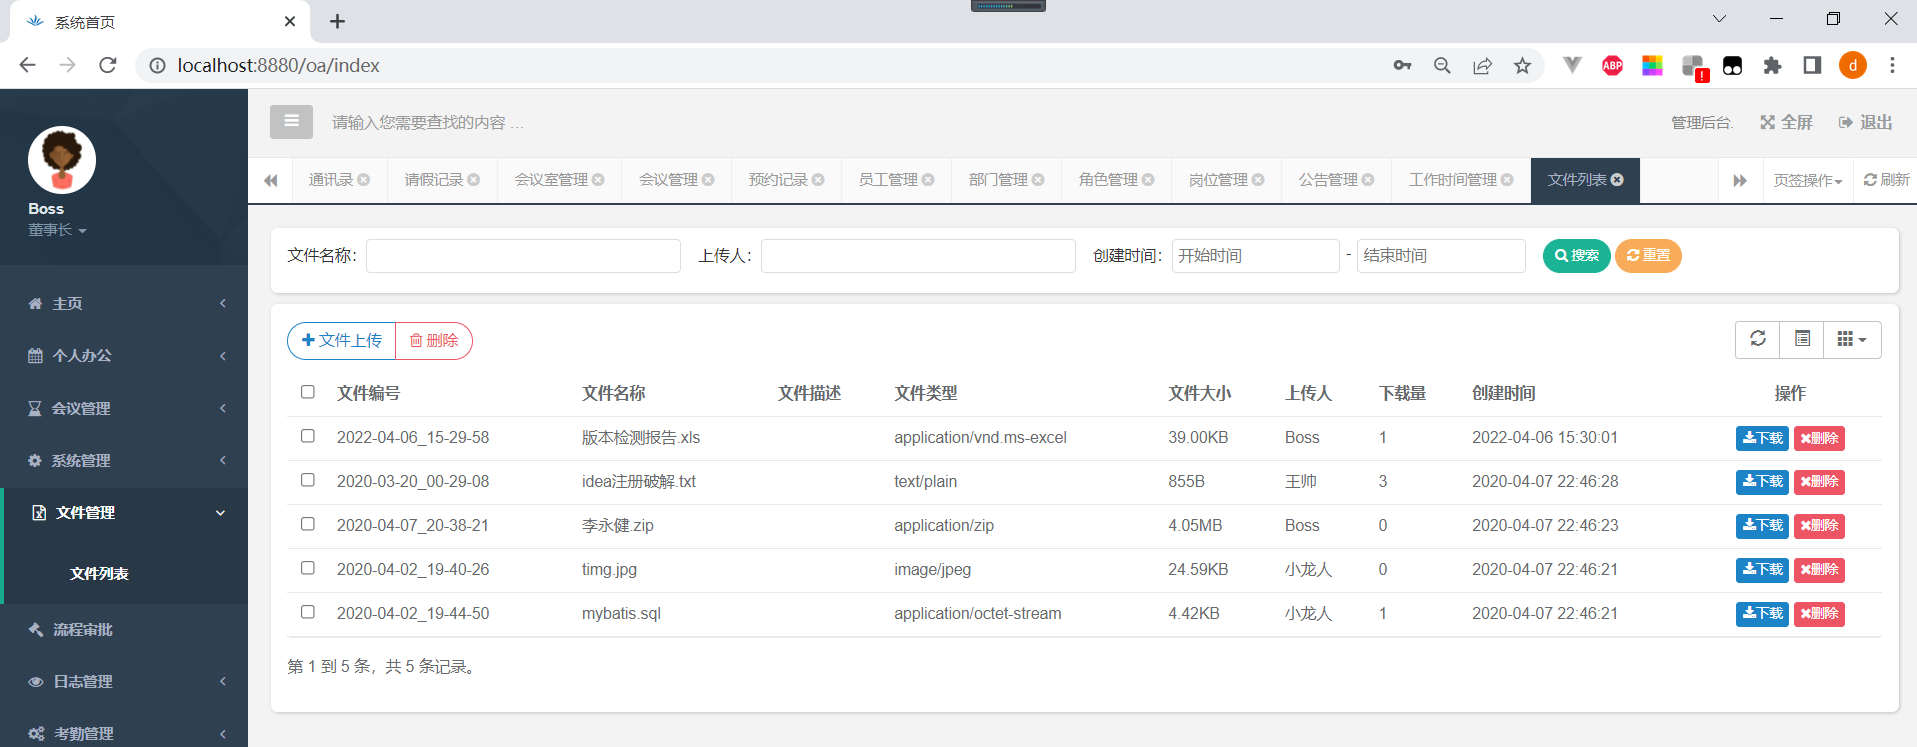 系统首页
localhost:8880/oa/index
ABP
!
d
请输入您需要查找的内容 …
管理后台.
全屏
退出
Boss
董事长
通讯录
请假记录
会议室管理
会议管理
预约记录
员工管理
部门管理
角色管理
岗位管理
公告管理
工作时间管理
文件列表
页签操作
刷新
主页
个人办公
会议管理
系统管理
文件管理
文件列表
流程审批
日志管理
考勤管理
文件名称：
上传人：
创建时间： 开始时间 - 结束时间
搜索
重置
文件上传
删除
文件编号 文件名称 文件描述 文件类型 文件大小 上传人 下载量 创建时间 操作
2022-04-06_15-29-58 版本检测报告.xls application/vnd.ms-excel 39.00KB Boss 1 2022-04-06 15:30:01 下载 删除
2020-03-20_00-29-08 idea注册破解.txt text/plain 855B 王帅 3 2020-04-07 22:46:28 下载 删除
2020-04-07_20-38-21 李永健.zip application/zip 4.05MB Boss 0 2020-04-07 22:46:23 下载 删除
2020-04-02_19-40-26 timg.jpg image/jpeg 24.59KB 小龙人 0 2020-04-07 22:46:21 下载 删除
2020-04-02_19-44-50 mybatis.sql application/octet-stream 4.42KB 小龙人 1 2020-04-07 22:46:21 下载 删除
第 1 到 5 条，共 5 条记录。